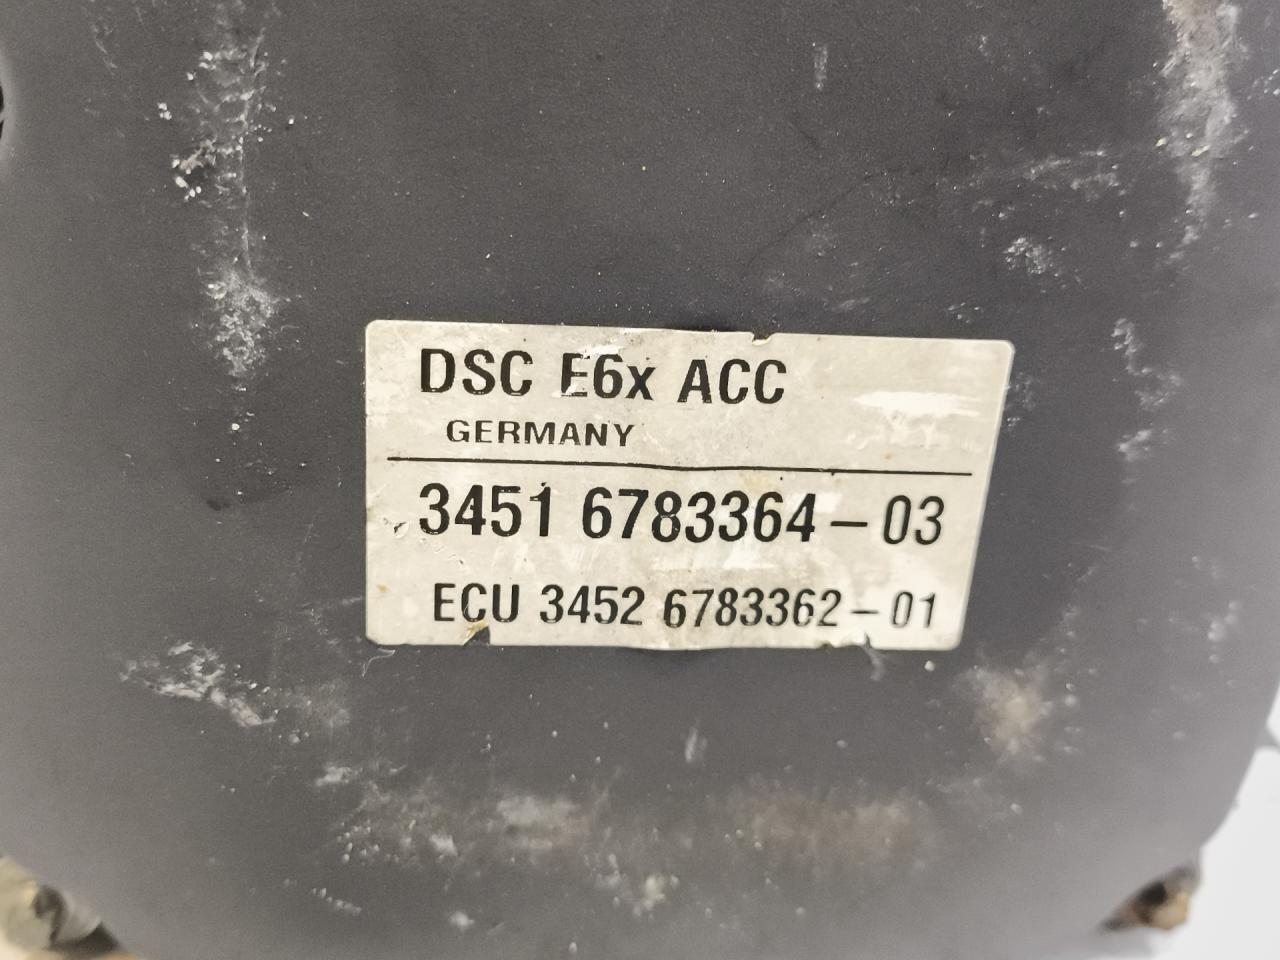 DSC E6x ACC
GERMANY
3451 6783364-03
ECU 3452 6783362-01